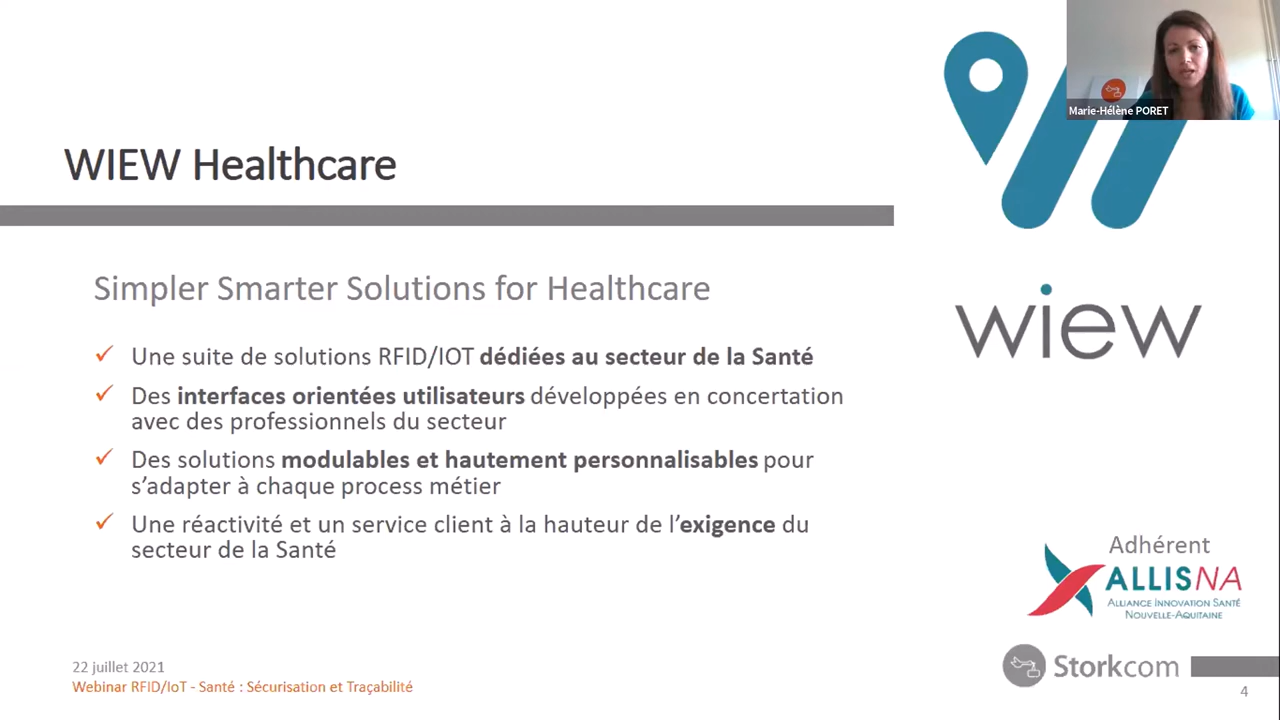 Marie-Hélène PORET
WIEW Healthcare
wiew
Simpler Smarter Solutions for Healthcare
✓ Une suite de solutions RFID/IOT dédiées au secteur de la Santé
✓ Des interfaces orientées utilisateurs développées en concertation
avec des professionnels du secteur
✓ Des solutions modulables et hautement personnalisables pour
s’adapter à chaque process métier
✓ Une réactivité et un service client à la hauteur de l’exigence du
secteur de la Santé
Adhérent
ALLISNA
ALLIANCE INNOVATION SANTÉ
NOUVELLE-AQUITAINE
Storkcom
22 juillet 2021
Webinar RFID/IoT - Santé : Sécurisation et Traçabilité
4